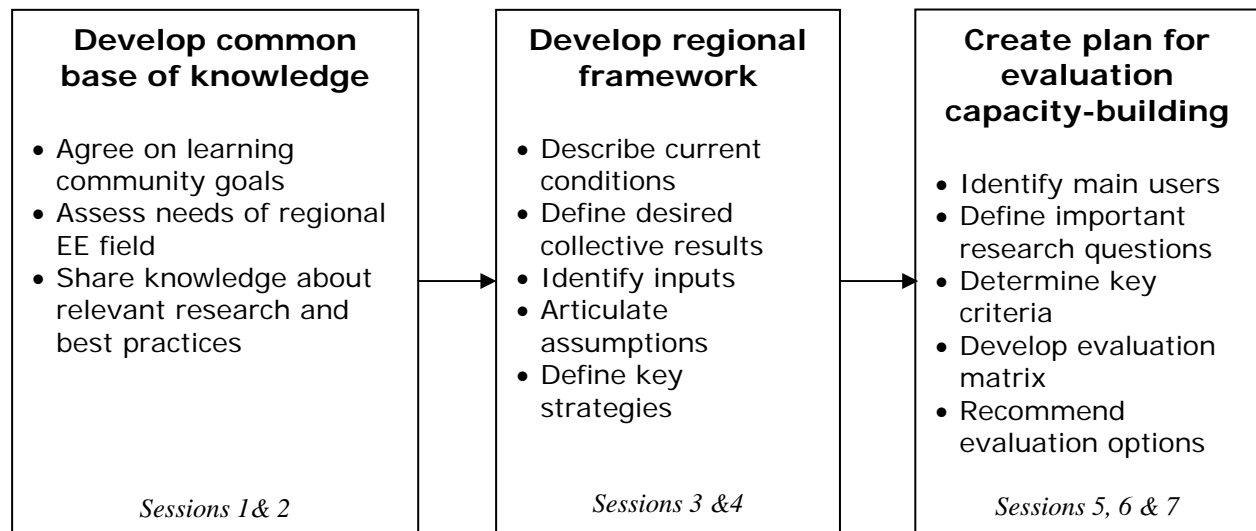 Develop common
base of knowledge
• Agree on learning
community goals
• Assess needs of regional
EE field
• Share knowledge about
relevant research and
best practices
Sessions 1& 2
Develop regional
framework
• Describe current
conditions
• Define desired
collective results
• Identify inputs
• Articulate
assumptions
• Define key
strategies
Sessions 3 &4
Create plan for
evaluation
capacity-building
• Identify main users
• Define important
research questions
• Determine key
criteria
• Develop evaluation
matrix
• Recommend
evaluation options
Sessions 5, 6 & 7